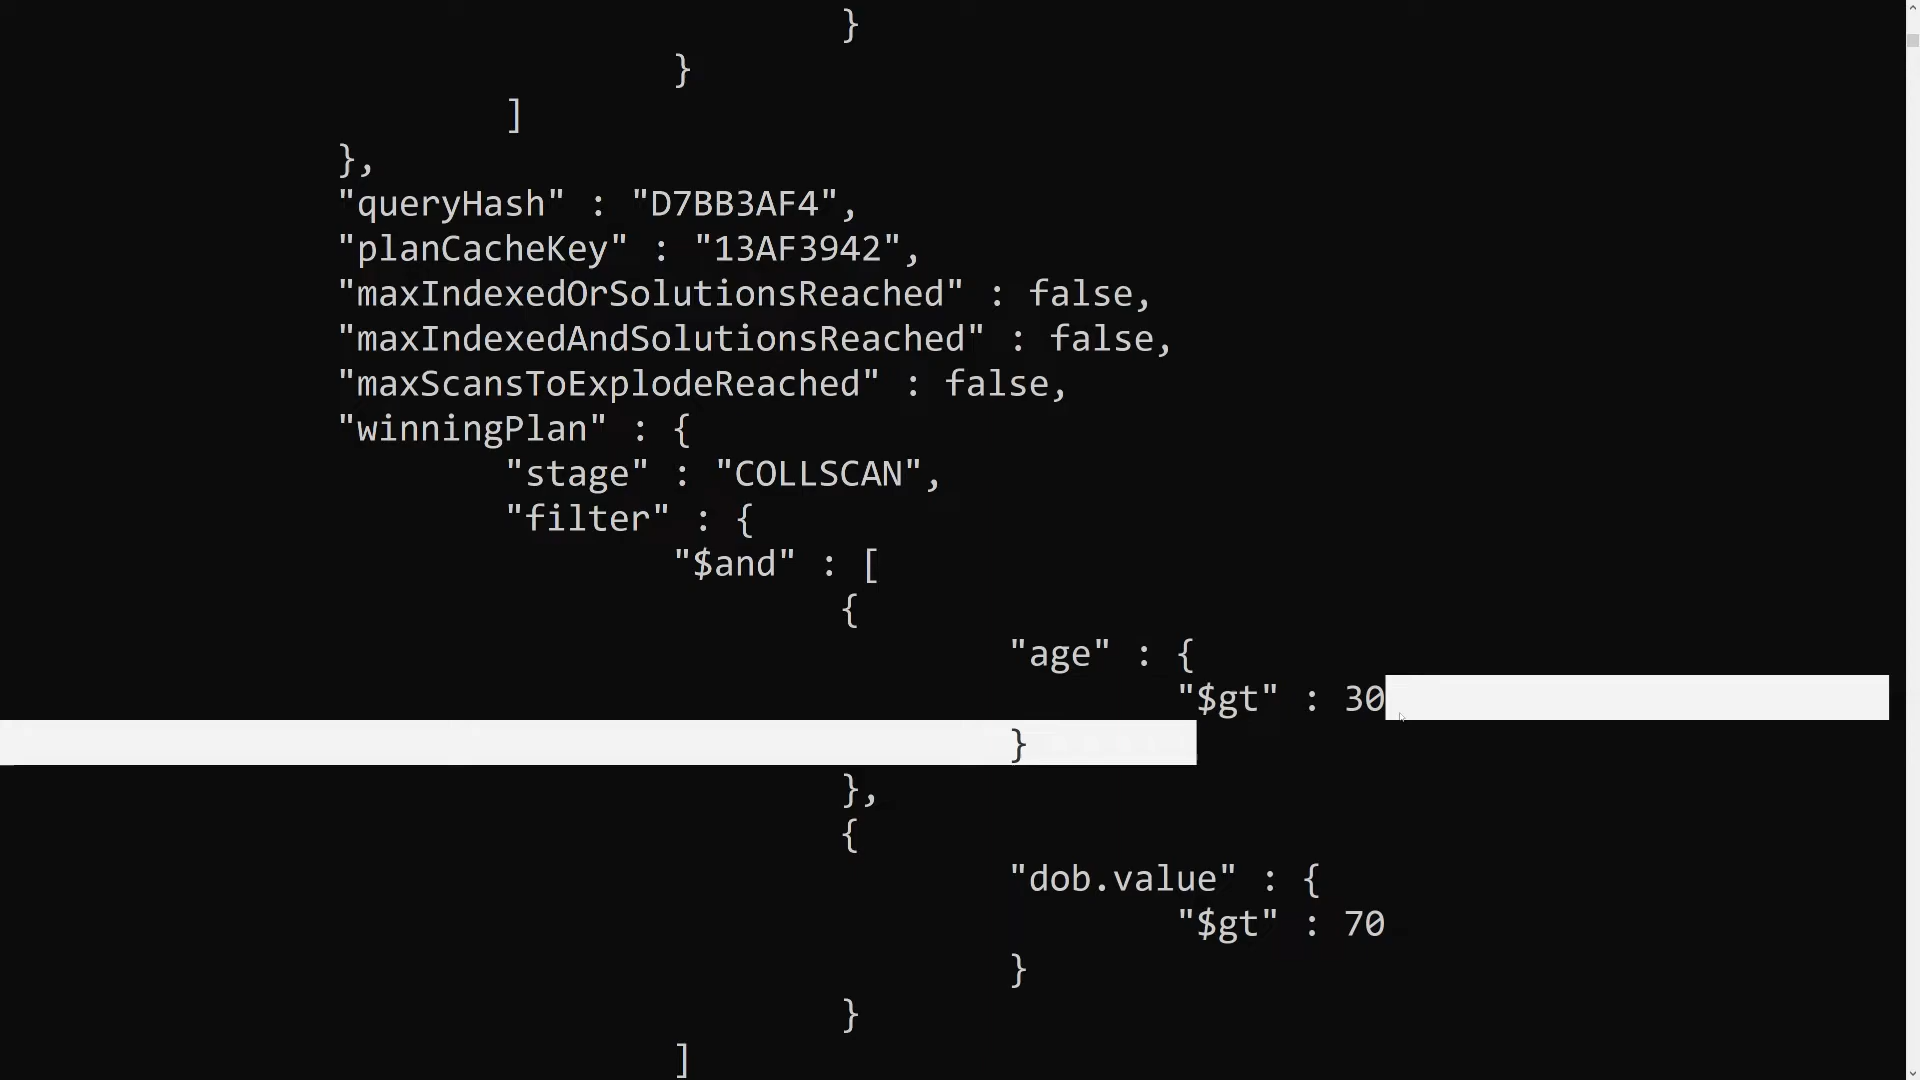 }
}
]
},
"queryHash" : "D7BB3AF4",
"planCacheKey" : "13AF3942",
"maxIndexedOrSolutionsReached" : false,
"maxIndexedAndSolutionsReached" : false,
"maxScansToExplodeReached" : false,
"winningPlan" : {
"stage" : "COLLSCAN",
"filter" : {
"$and" : [
{
"age" : {
"$gt" : 30
}
},
{
"dob.value" : {
"$gt" : 70
}
}
]